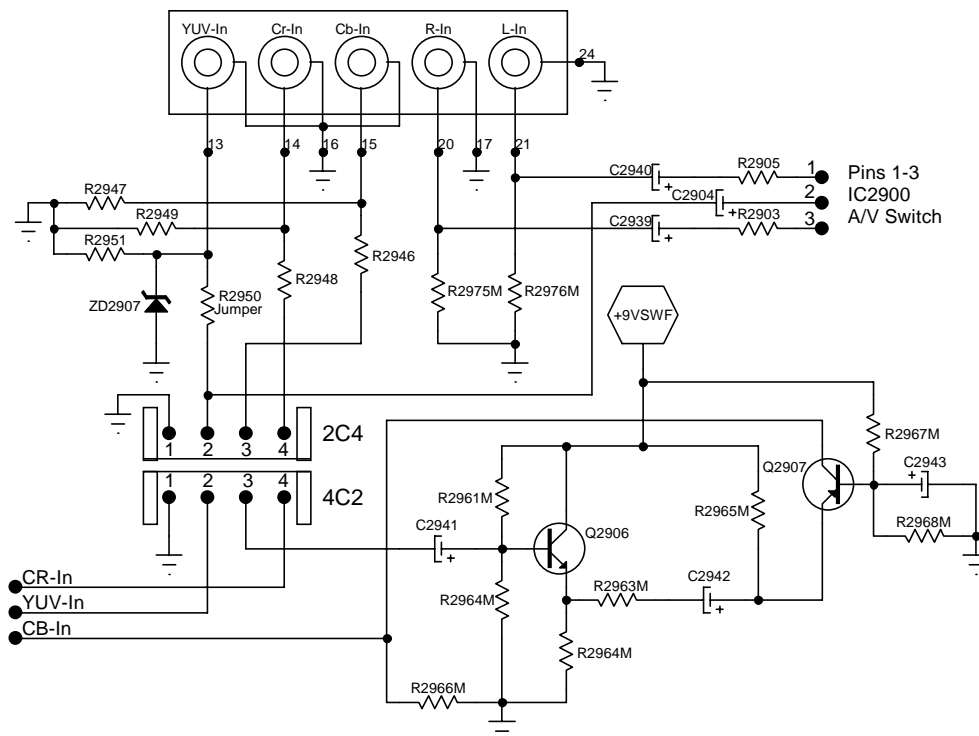 YUV-In Cr-In Cb-In R-In L-In
24
13 14 16 15 20 17 21
C2940 R2905 1 Pins 1-3
R2947 C2904 2 IC2900
R2949 C2939 R2903 3 A/V Switch
R2951
R2946
ZD2907 R2950 R2948 R2975M R2976M
Jumper
+9VSWF
1 2 3 4 2C4
R2967M
Q2907 C2943
+
1 2 3 4 4C2
R2961M R2965M
C2941 Q2906 R2968M
+
CR-In
YUV-In
CB-In
R2964M R2963M C2942
+
R2964M
R2966M